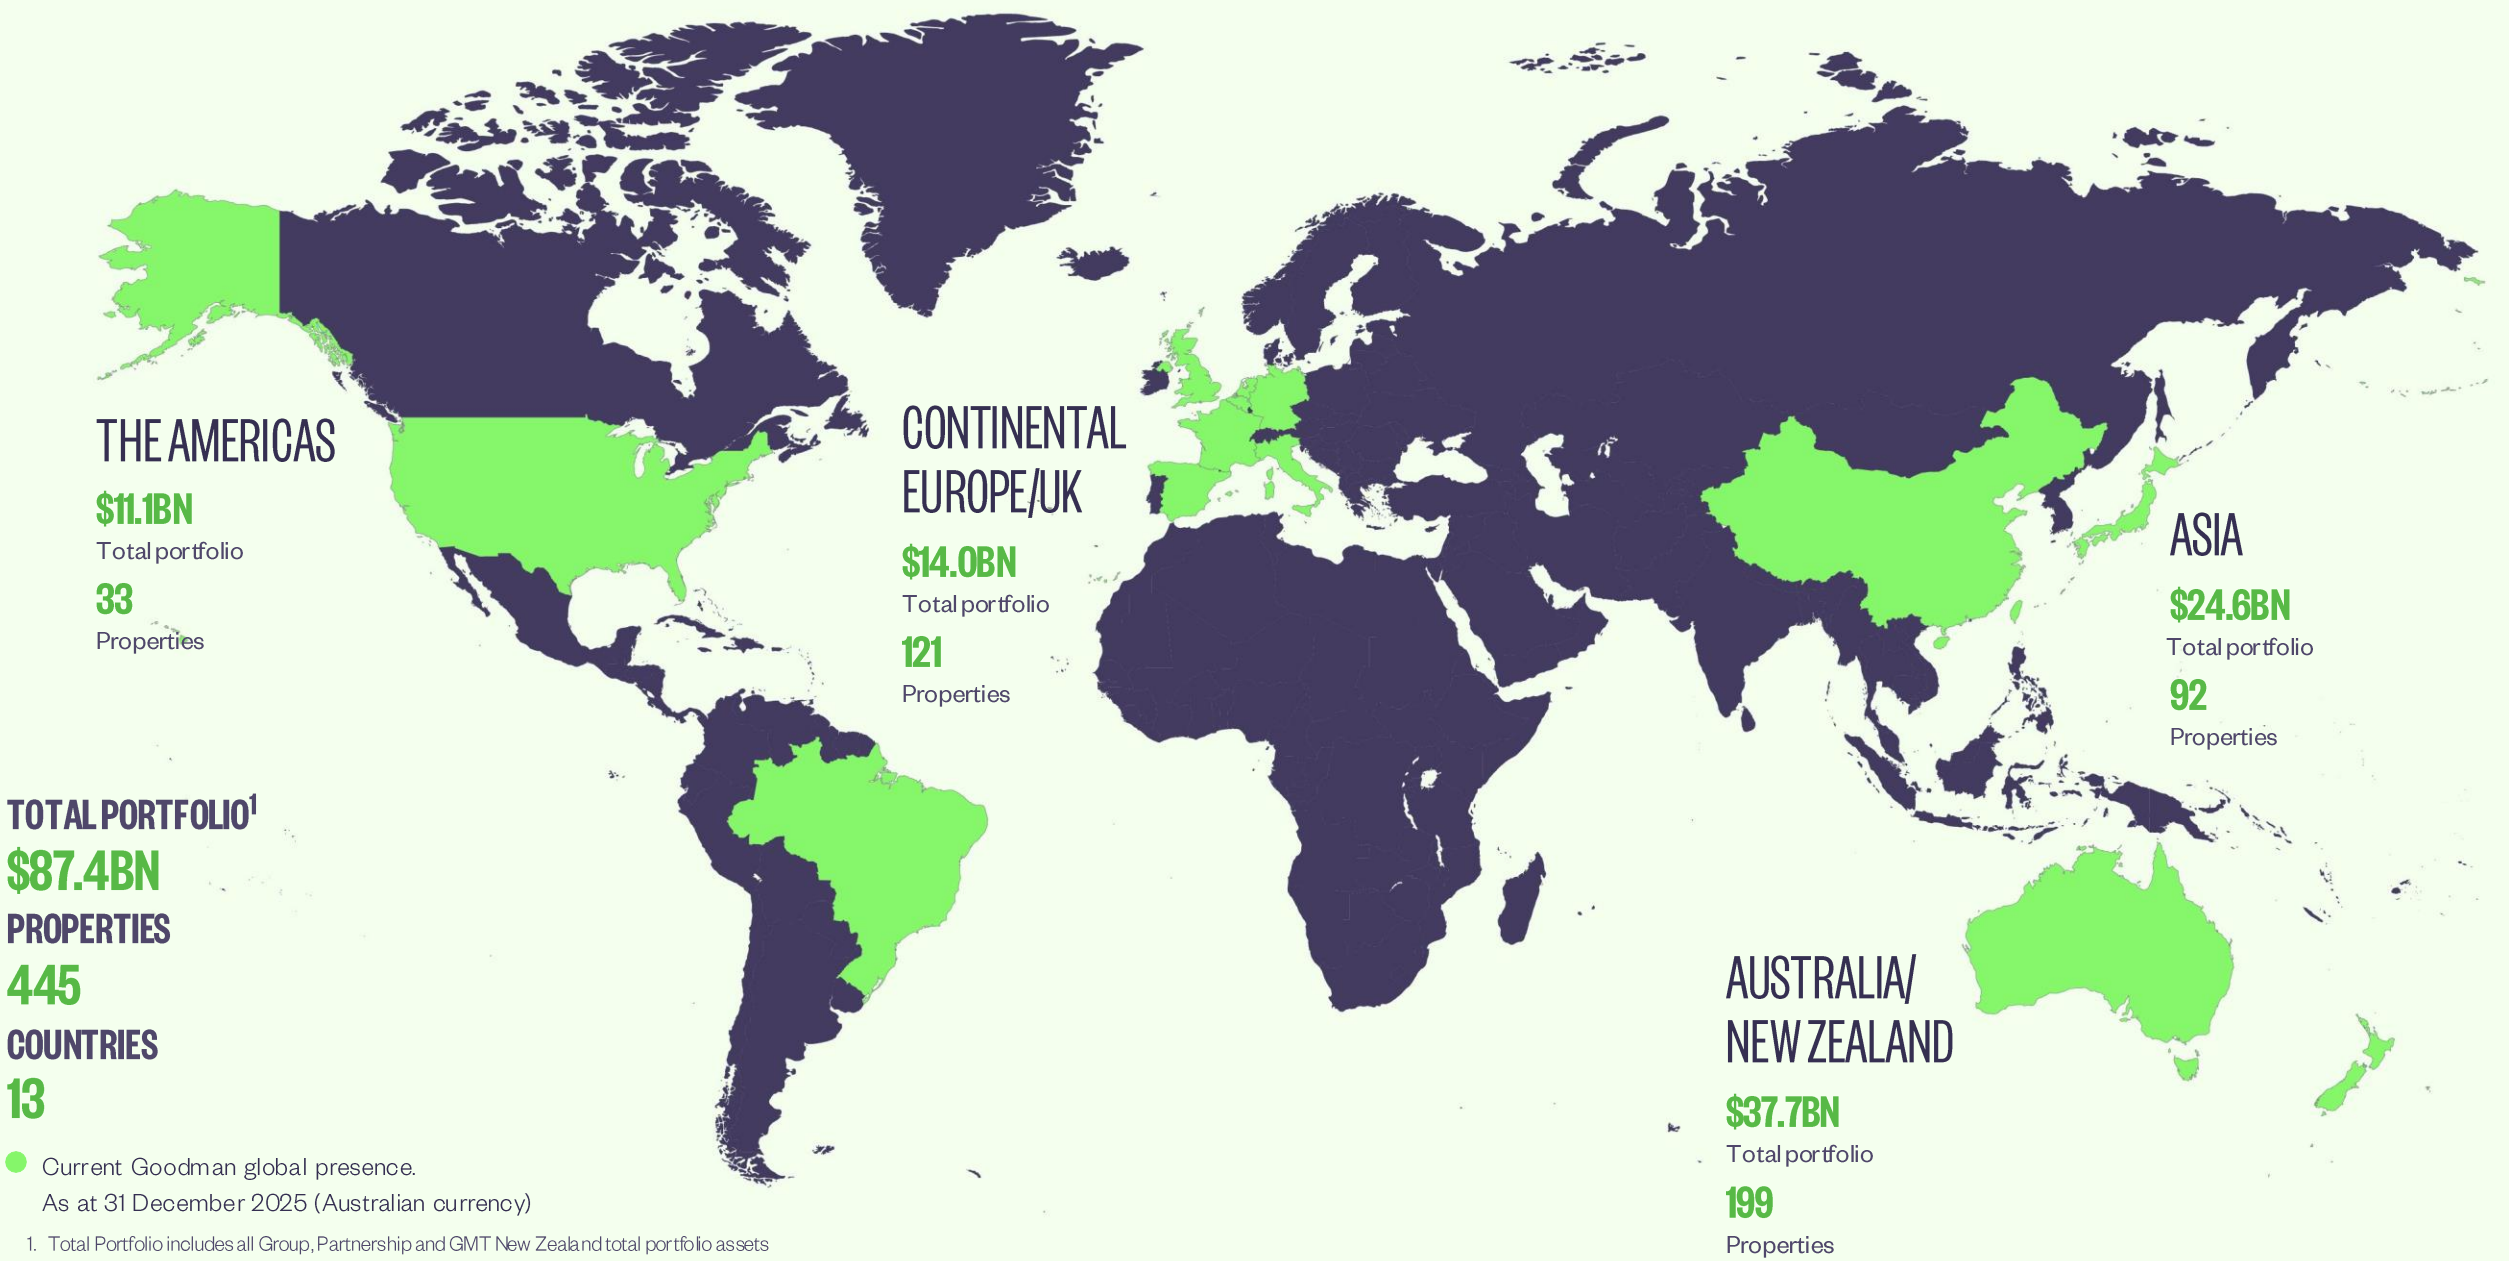 THE AMERICAS
$11.1BN
Total portfolio
33
Properties
CONTINENTAL
EUROPE/UK
$14.0BN
Total portfolio
121
Properties
ASIA
$24.6BN
Total portfolio
92
Properties
AUSTRALIA/
NEW ZEALAND
$37.7BN
Total portfolio
199
Properties
TOTAL PORTFOLIO¹
$87.4BN
PROPERTIES
445
COUNTRIES
13
Current Goodman global presence.
As at 31 December 2025 (Australian currency)
1. Total Portfolio includes all Group, Partnership and GMT New Zealand total portfolio assets